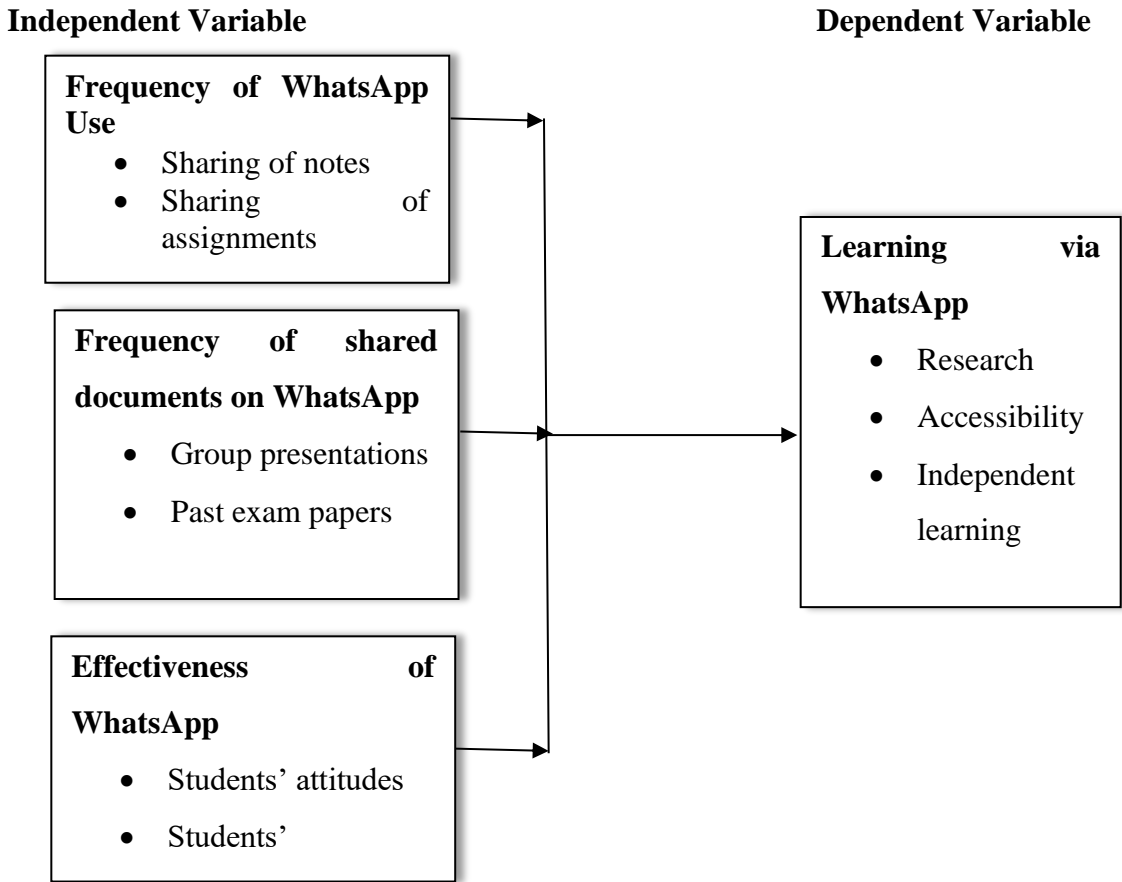 Independent Variable
Dependent Variable
Frequency of WhatsApp
Use
• Sharing of notes
• Sharing of
assignments
Frequency of shared
documents on WhatsApp
• Group presentations
• Past exam papers
Effectiveness of
WhatsApp
• Students’ attitudes
• Students’
Learning via
WhatsApp
• Research
• Accessibility
• Independent
learning